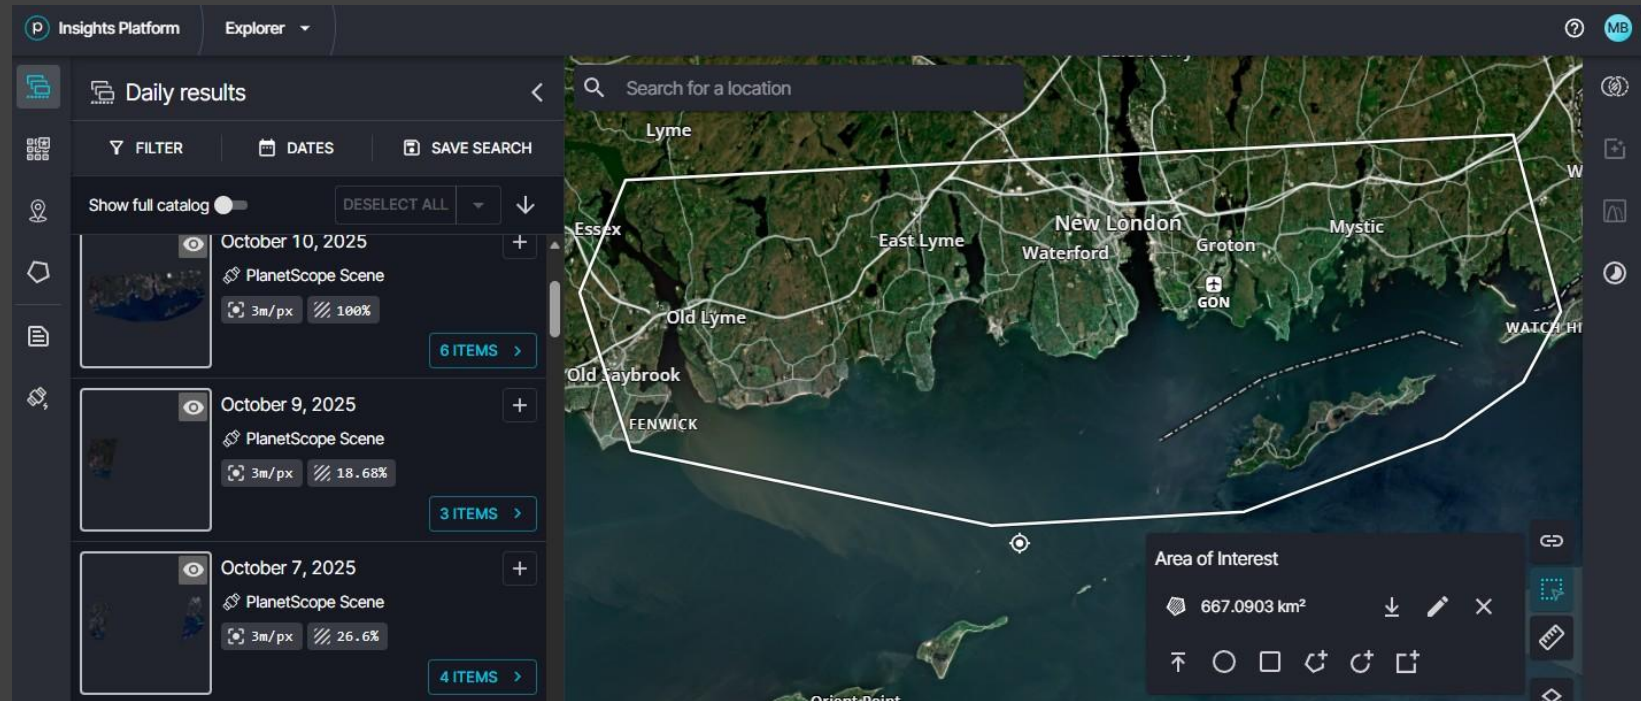 p Insights Platform
Explorer
MB
Daily results
FILTER
DATES
SAVE SEARCH
Show full catalog
DESELECT ALL
October 10, 2025
PlanetScope Scene
3m/px
100%
6 ITEMS
October 9, 2025
PlanetScope Scene
3m/px
18.68%
3 ITEMS
October 7, 2025
PlanetScope Scene
3m/px
26.6%
4 ITEMS
Search for a location
Lyme
W
Essex
East Lyme
New London
Waterford
Groton
Mystic
GON
Old Lyme
WATCH HI
Old Saybrook
FENWICK
Orient Point
Area of Interest
667.0903 km²